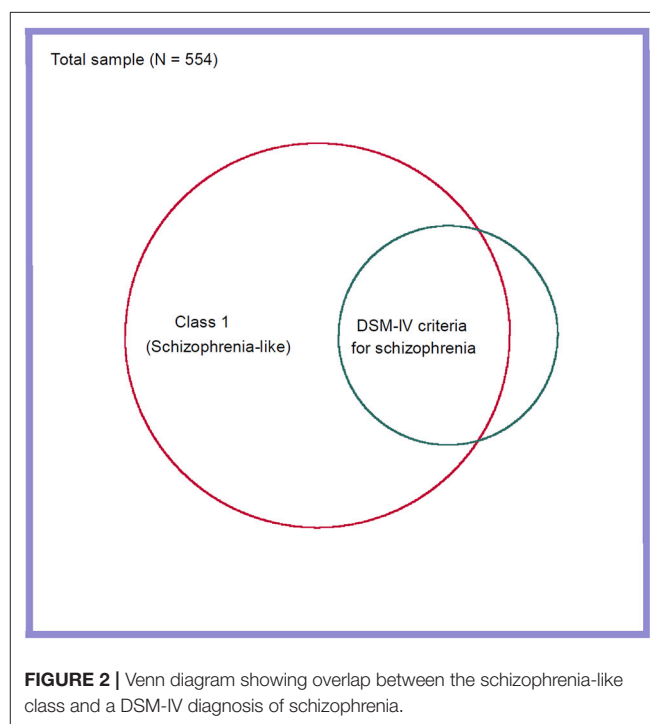 Total sample (N = 554)
Class 1
(Schizophrenia-like)
DSM-IV criteria
for schizophrenia
FIGURE 2 | Venn diagram showing overlap between the schizophrenia-like
class and a DSM-IV diagnosis of schizophrenia.